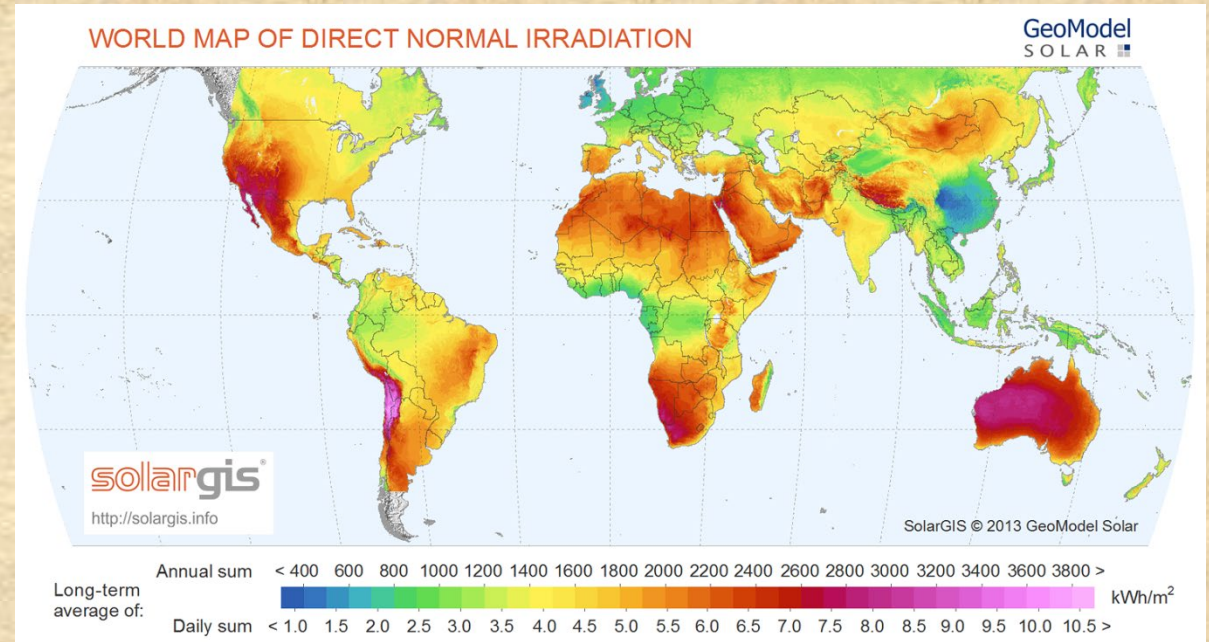 WORLD MAP OF DIRECT NORMAL IRRADIATION
GeoModel
SOLAR
solargis®
http://solargis.info
SolarGIS © 2013 GeoModel Solar
Annual sum < 400 600 800 1000 1200 1400 1600 1800 2000 2200 2400 2600 2800 3000 3200 3400 3600 3800 >
Long-term
average of:
kWh/m²
Daily sum < 1.0 1.5 2.0 2.5 3.0 3.5 4.0 4.5 5.0 5.5 6.0 6.5 7.0 7.5 8.0 8.5 9.0 9.5 10.0 10.5 >